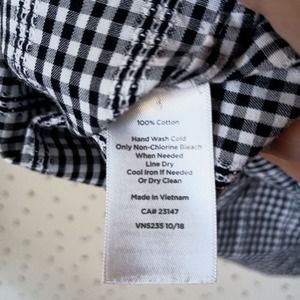 100% Cotton
Hand Wash Cold
Only Non-Chlorine Bleach
When Needed
Line Dry
Cool Iron If Needed
Or Dry Clean
Made in Vietnam
CA# 23147
VNS235 10/18